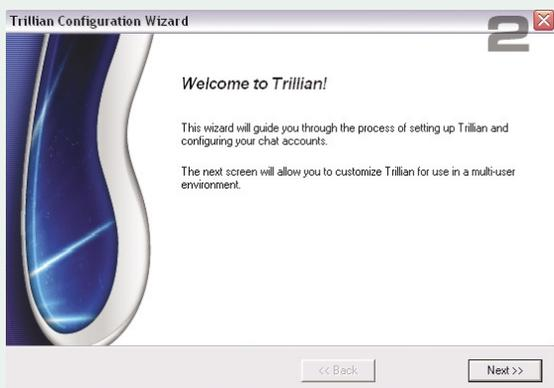 Trillian Configuration Wizard
2
Welcome to Trillian!
This wizard will guide you through the process of setting up Trillian and
configuring your chat accounts.
The next screen will allow you to customize Trillian for use in a multi-user
environment.
<< Back
Next >>